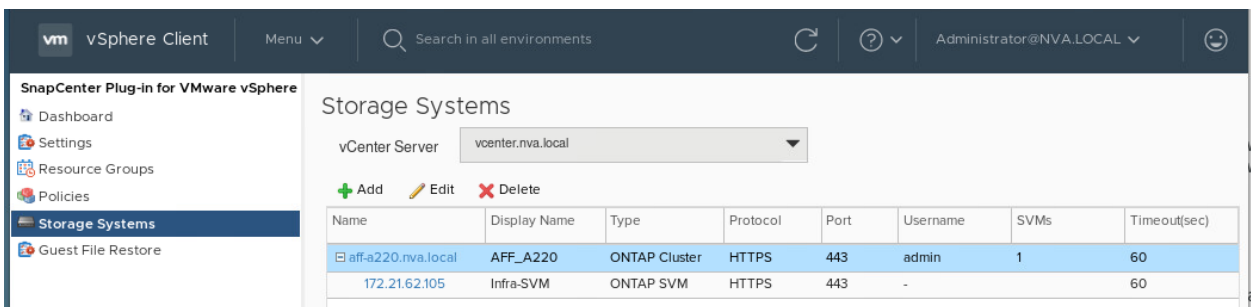 vm vSphere Client Menu Search in all environments Administrator@NVA.LOCAL
SnapCenter Plug-in for VMware vSphere
Dashboard
Settings
Resource Groups
Policies
Storage Systems
Guest File Restore
Storage Systems
vCenter Server vcenter.nva.local
Add Edit Delete
Name Display Name Type Protocol Port Username SVMs Timeout(sec)
aff-a220.nva.local AFF_A220 ONTAP Cluster HTTPS 443 admin 1 60
172.21.62.105 Infra-SVM ONTAP SVM HTTPS 443 - 60